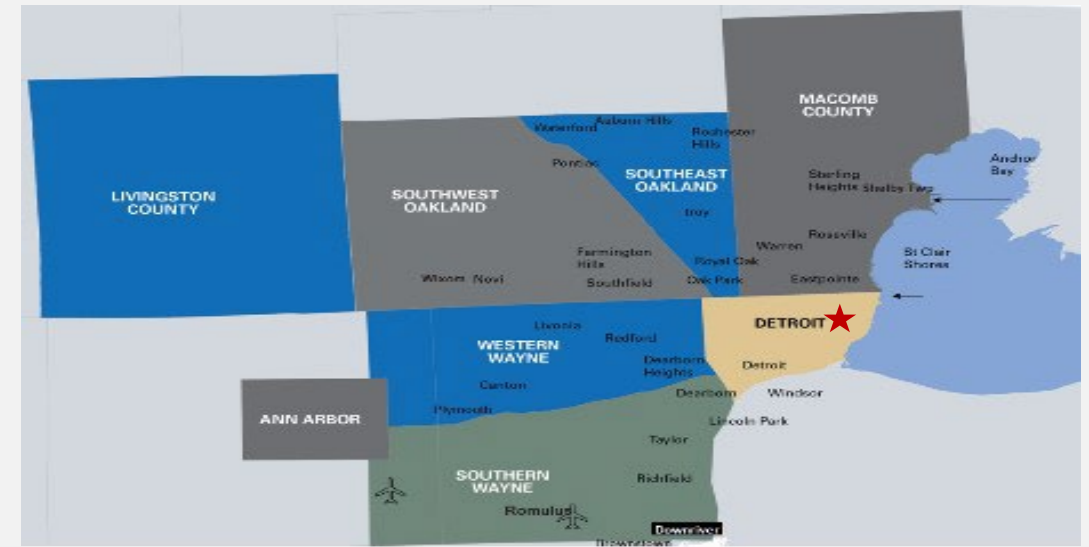 MACOMB
COUNTY
Waterford
Auburn Hills
Rochester
Hills
Pontiac
SOUTHEAST
OAKLAND
Sterling
Heights
Shelby Twp
Anchor
Bay
LIVINGSTON
COUNTY
SOUTHWEST
OAKLAND
troy
Rossville
Warren
St Clair
Shores
Farmington
Hills
Royal Oak
Wixom
Novi
Southfield
Oak Park
Eastpointe
DETROIT
Livonia
Redford
WESTERN
WAYNE
Dearborn
Heights
Detroit
Canton
Dearborn
Windsor
Plymouth
ANN ARBOR
Lincoln Park
Taylor
SOUTHERN
WAYNE
Richfield
Romulus
Downriver
Brownstown